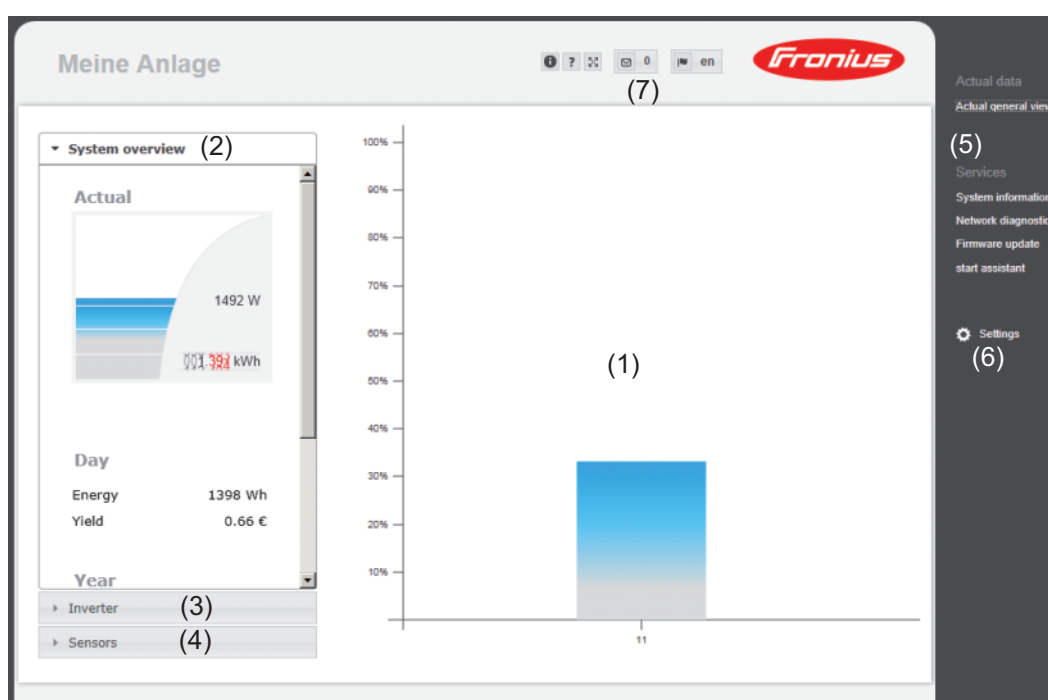 Meine Anlage
? 0 en
(7)
Fronius
System overview (2)
Actual
1492 W
kWh
Day
Energy 1398 Wh
Yield 0.66 €
Year
Inverter (3)
Sensors (4)
100%
90%
80%
70%
60%
50%
40%
30%
20%
10%
(1)
11
Actual data
Actual general view
(5)
Services
System information
Network diagnostic
Firmware update
start assistant
Settings
(6)